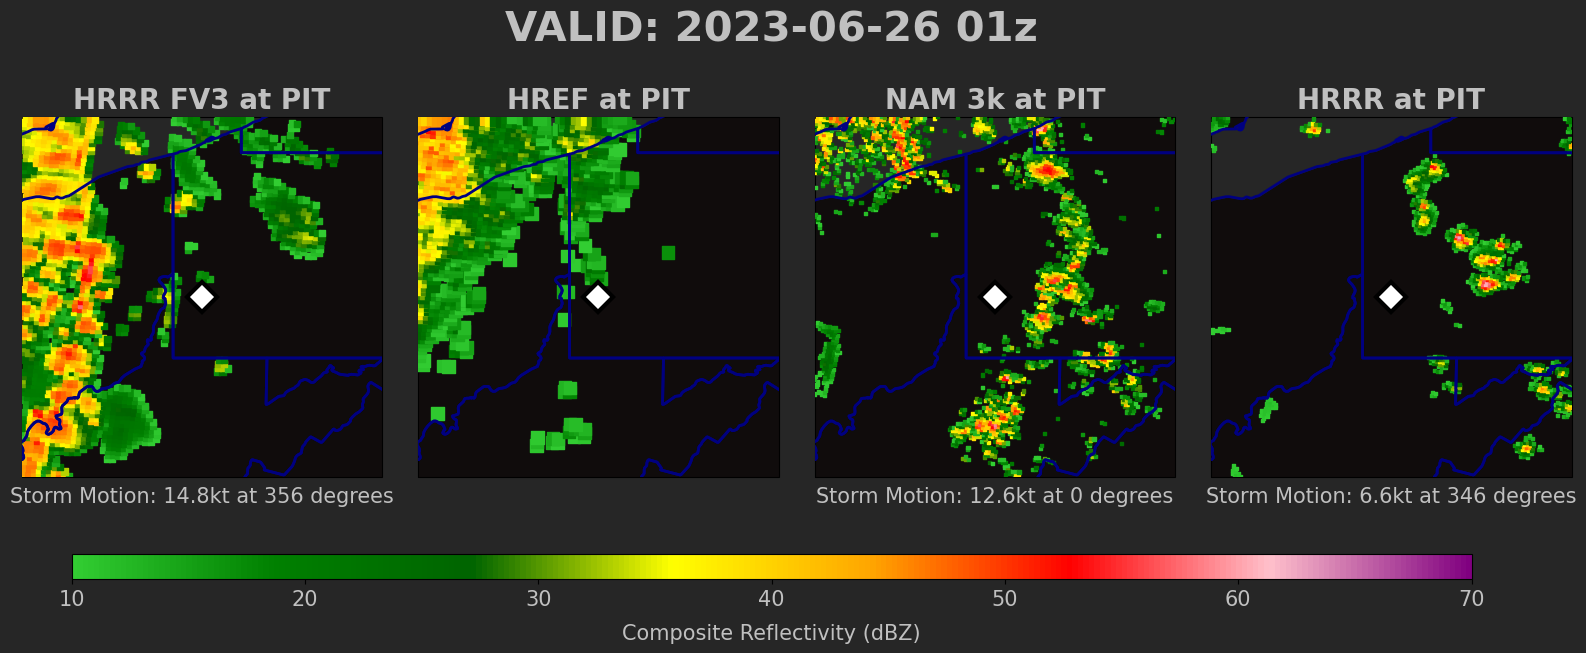 VALID: 2023-06-26 01z
HRRR FV3 at PIT
HREF at PIT
NAM 3k at PIT
HRRR at PIT
Storm Motion: 14.8kt at 356 degrees
Storm Motion: 12.6kt at 0 degrees
Storm Motion: 6.6kt at 346 degrees
10 20 30 40 50 60 70
Composite Reflectivity (dBZ)